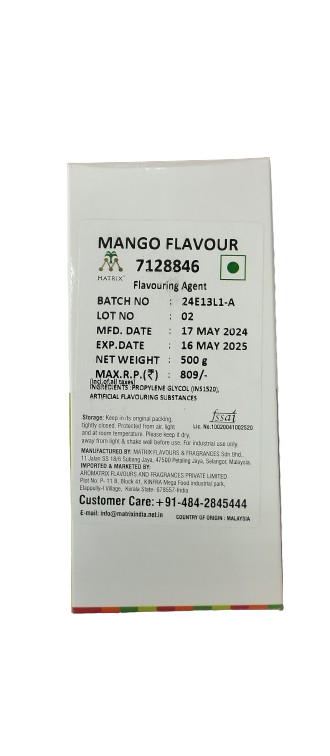 MANGO FLAVOUR
MATRIX
7128846
Flavouring Agent
BATCH NO : 24E13L1-A
LOT NO : 02
MFD. DATE : 17 MAY 2024
EXP.DATE : 16 MAY 2025
NET WEIGHT : 500 g
MAX.R.P.(₹) : 809/-
(incl.of.all taxes)
INGREDIENTS :PROPYLENE GLYCOL (INS1520),
ARTIFICIAL FLAVOURING SUBSTANCES
fssai
Lic. No.10020041002520
Storage: Keep in its original packing,
tightly closed. Protected from air, light
and at room temperature. Please keep it dry,
away from light & shake well before use. For industrial use only.
MANUFACTURED BY: MATRIX FLAVOURS & FRAGRANCES Sdn.Bhd.,
11 Jalan SS 18/6 Subang Jaya, 47500 Petaling Jaya, Selangor, Malaysia.
IMPORTED & MARKETED BY:
AROMATRIX FLAVOURS AND FRAGRANCES PRIVATE LIMITED
Plot No. P- 11 B, Block 41, KINFRA Mega Food industrial park,
Elappully-I Village, Kerala State- 678557-India
Customer Care:+91-484-2845444
E-mail: info@matrixindia.net.in COUNTRY OF ORIGIN : MALAYSIA